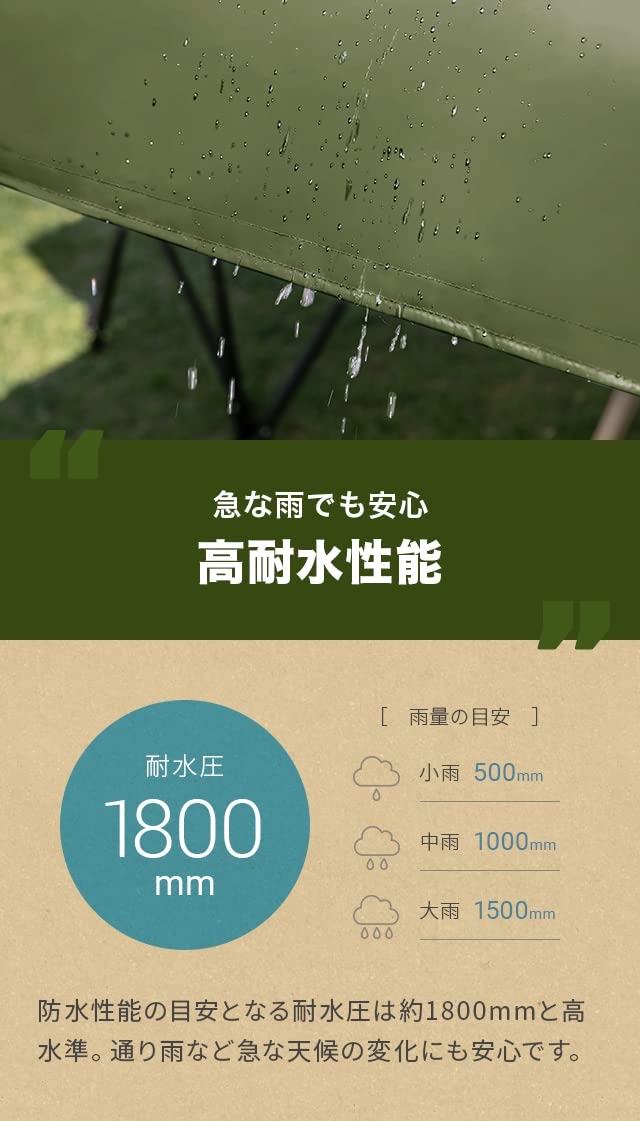 急な雨でも安心
高耐水性能
耐水圧
1800
mm
[ 雨量の目安 ]
小雨 500mm
中雨 1000mm
大雨 1500mm
防水性能の目安となる耐水圧は約1800mmと高
水準。通り雨など急な天候の変化にも安心です。